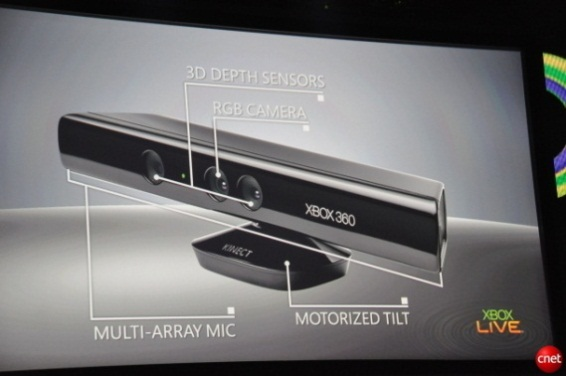 3D DEPTH SENSORS
RGB CAMERA
XBOX 360
KINECT
MULTI-ARRAY MIC
MOTORIZED TILT
XBOX
LIVE
cnet